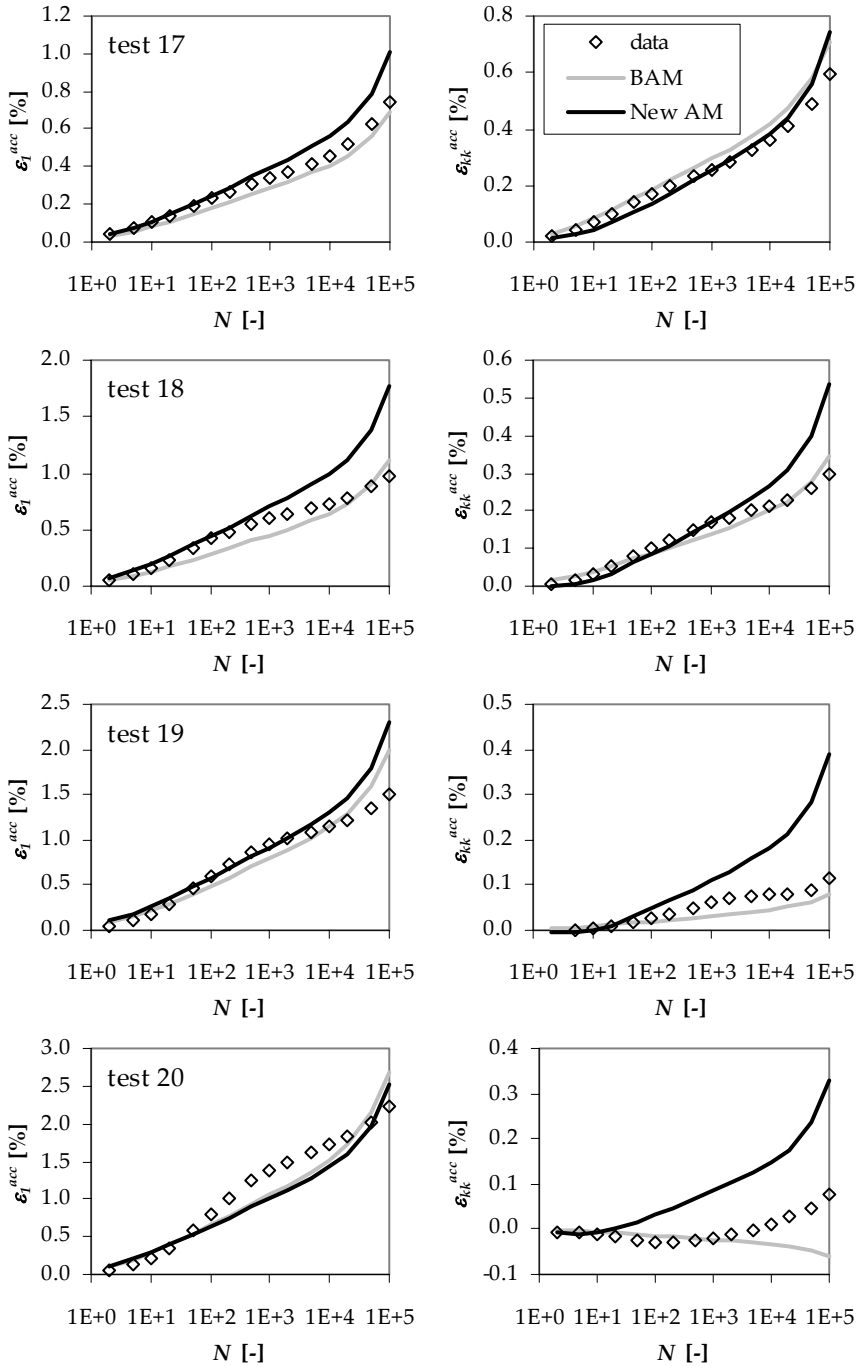 test 17
ε₁ᵃᶜᶜ [%]
1.2
1.0
0.8
0.6
0.4
0.2
0.0
1E+0 1E+1 1E+2 1E+3 1E+4 1E+5
N [-]
data
BAM
New AM
εₖₖᵃᶜᶜ [%]
0.8
0.6
0.4
0.2
0.0
1E+0 1E+1 1E+2 1E+3 1E+4 1E+5
N [-]
test 18
ε₁ᵃᶜᶜ [%]
2.0
1.5
1.0
0.5
0.0
1E+0 1E+1 1E+2 1E+3 1E+4 1E+5
N [-]
εₖₖᵃᶜᶜ [%]
0.6
0.5
0.4
0.3
0.2
0.1
0.0
1E+0 1E+1 1E+2 1E+3 1E+4 1E+5
N [-]
test 19
ε₁ᵃᶜᶜ [%]
2.5
2.0
1.5
1.0
0.5
0.0
1E+0 1E+1 1E+2 1E+3 1E+4 1E+5
N [-]
εₖₖᵃᶜᶜ [%]
0.5
0.4
0.3
0.2
0.1
0.0
1E+0 1E+1 1E+2 1E+3 1E+4 1E+5
N [-]
test 20
ε₁ᵃᶜᶜ [%]
3.0
2.5
2.0
1.5
1.0
0.5
0.0
1E+0 1E+1 1E+2 1E+3 1E+4 1E+5
N [-]
εₖₖᵃᶜᶜ [%]
0.4
0.3
0.2
0.1
0.0
-0.1
1E+0 1E+1 1E+2 1E+3 1E+4 1E+5
N [-]